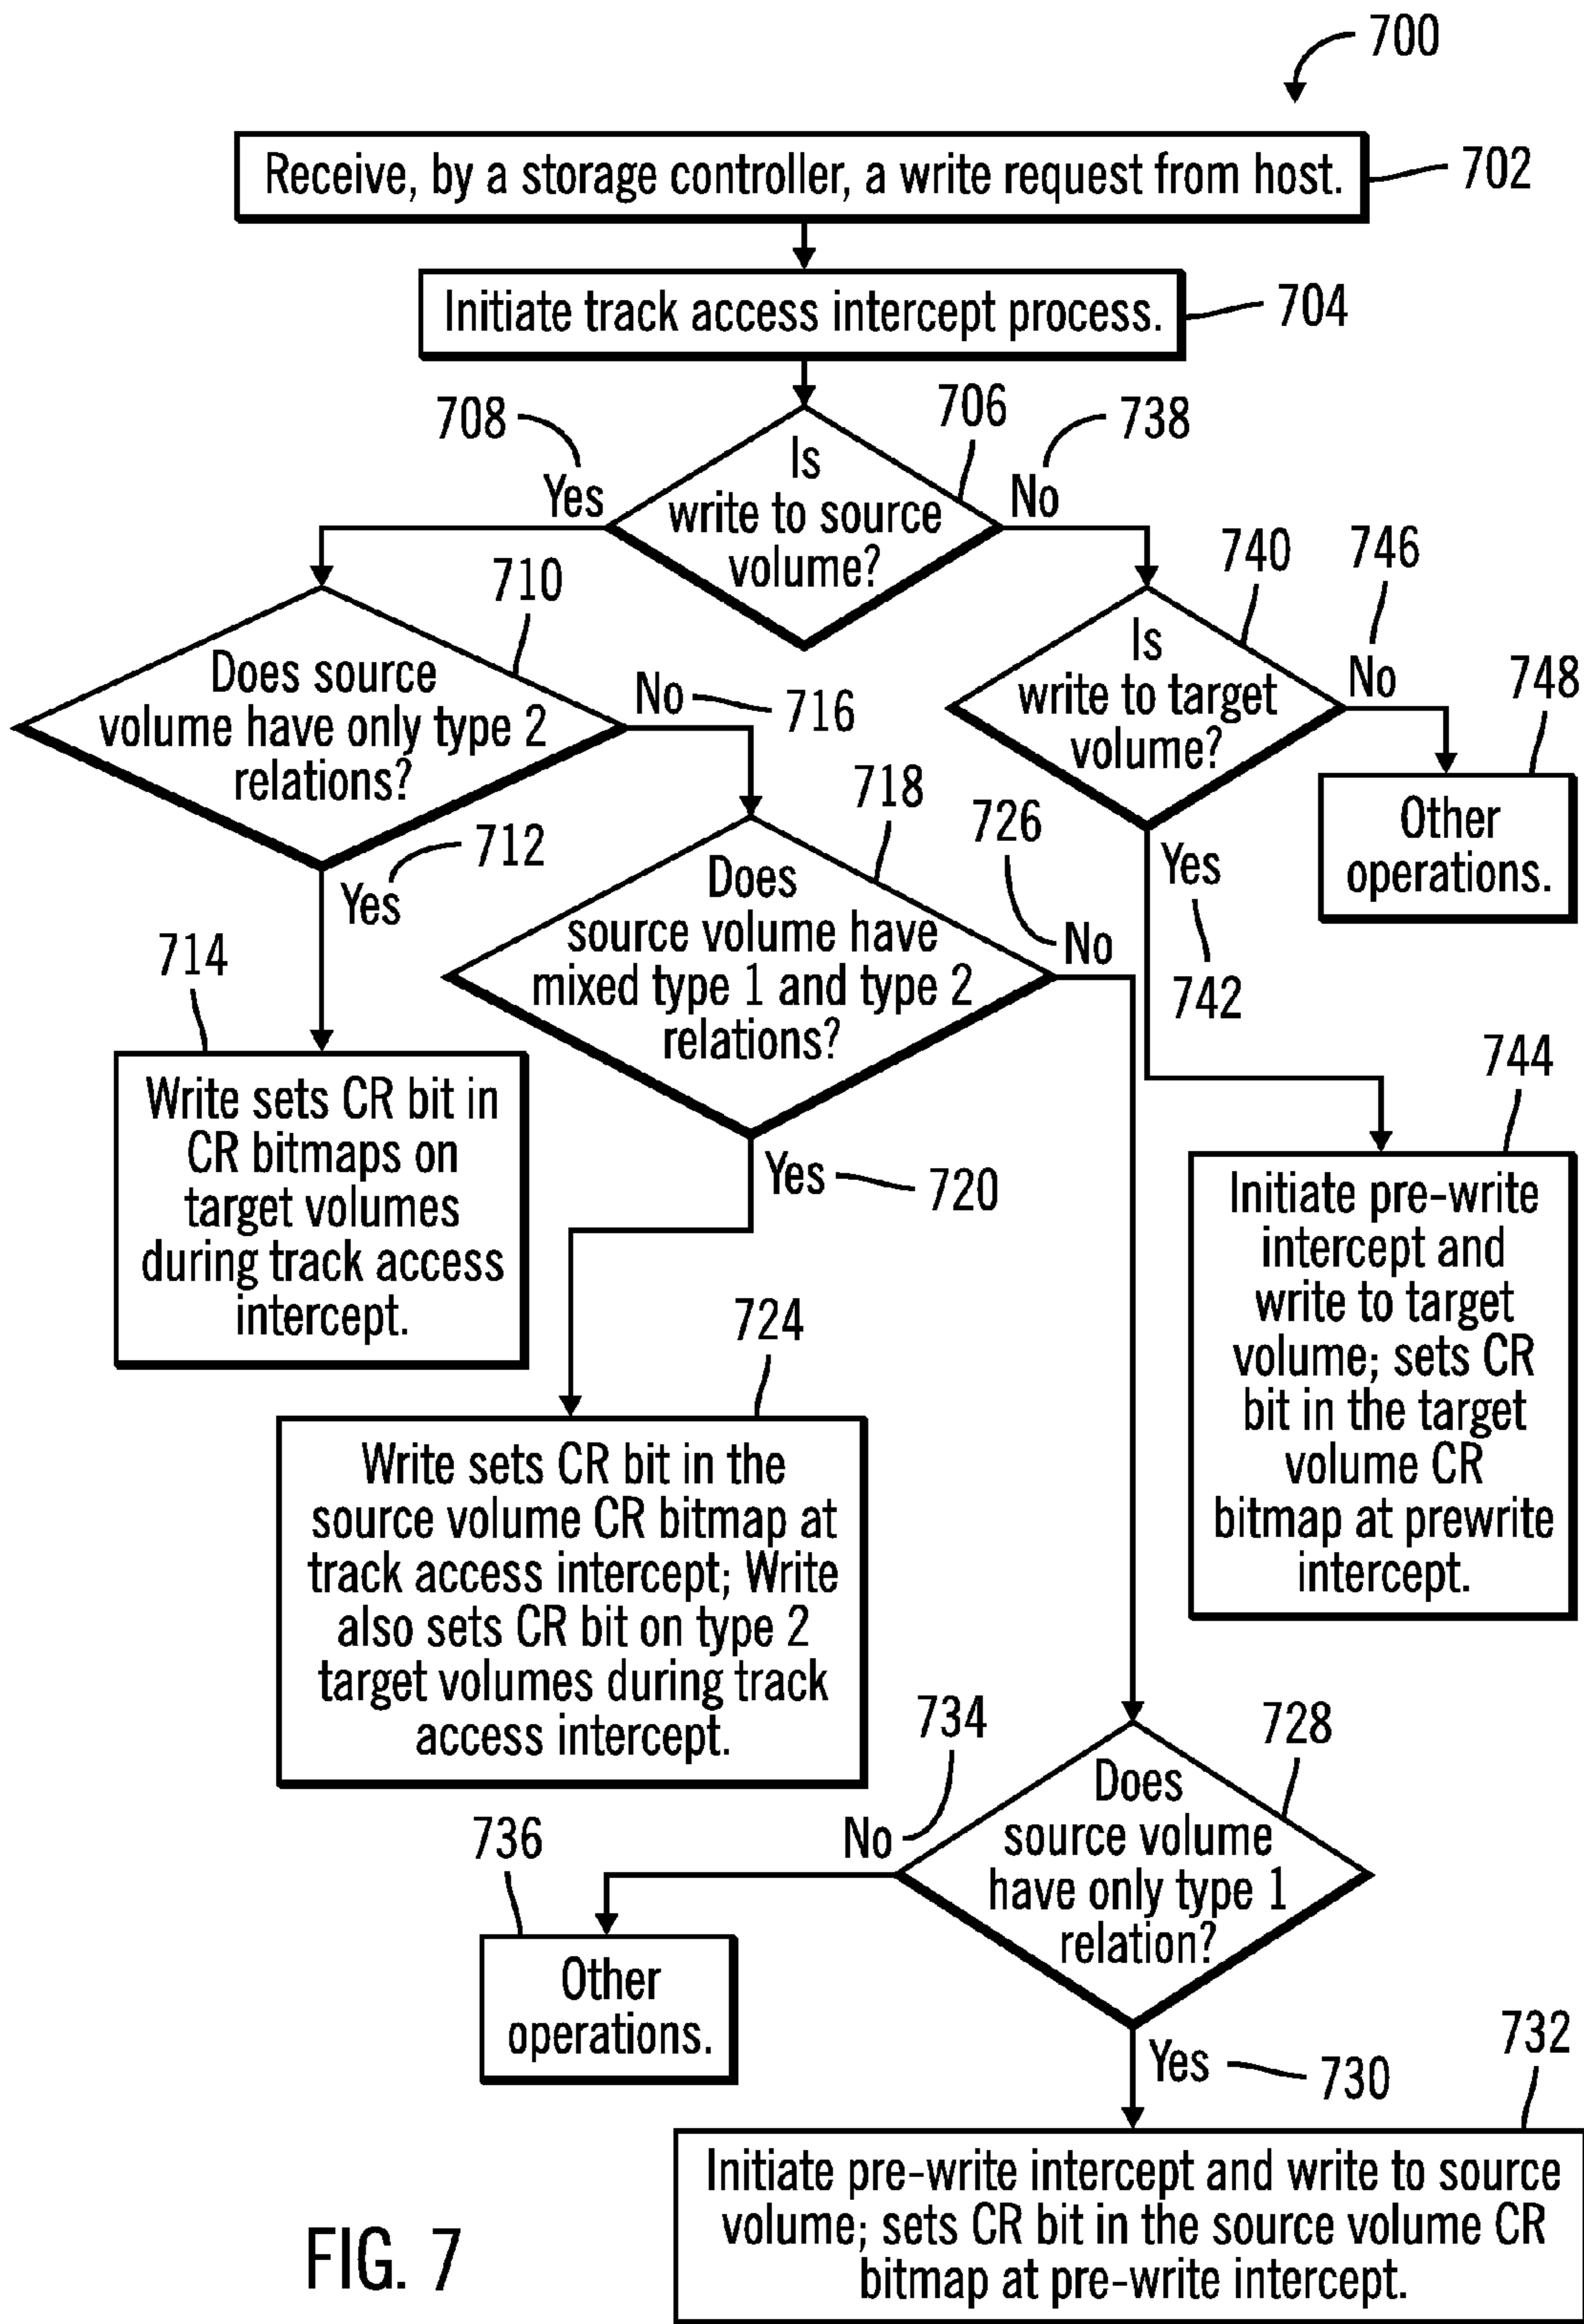 700
Receive, by a storage controller, a write request from host.
702
Initiate track access intercept process.
704
708
706
738
Is
write to source
volume?
Yes
No
710
740
746
Does source
volume have only type 2
relations?
No
716
Is
write to target
volume?
No
748
Other
operations.
712
Yes
718
726
Does
source volume have
mixed type 1 and type 2
relations?
No
Yes
742
714
Write sets CR bit in
CR bitmaps on
target volumes
during track access
intercept.
Yes
720
744
Initiate pre-write
intercept and
write to target
volume; sets CR
bit in the target
volume CR
bitmap at prewrite
intercept.
724
Write sets CR bit in the
source volume CR bitmap at
track access intercept; Write
also sets CR bit on type 2
target volumes during track
access intercept.
734
728
No
Does
source volume
have only type 1
relation?
736
Other
operations.
Yes
730
732
Initiate pre-write intercept and write to source
volume; sets CR bit in the source volume CR
bitmap at pre-write intercept.
FIG. 7